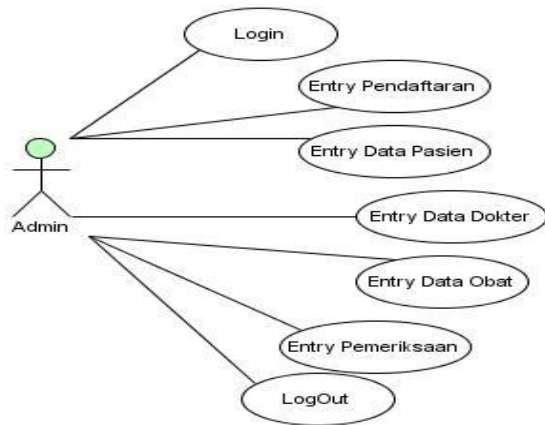 Login
Entry Pendaftaran
Entry Data Pasien
Admin
Entry Data Dokter
Entry Data Obat
Entry Pemeriksaan
LogOut